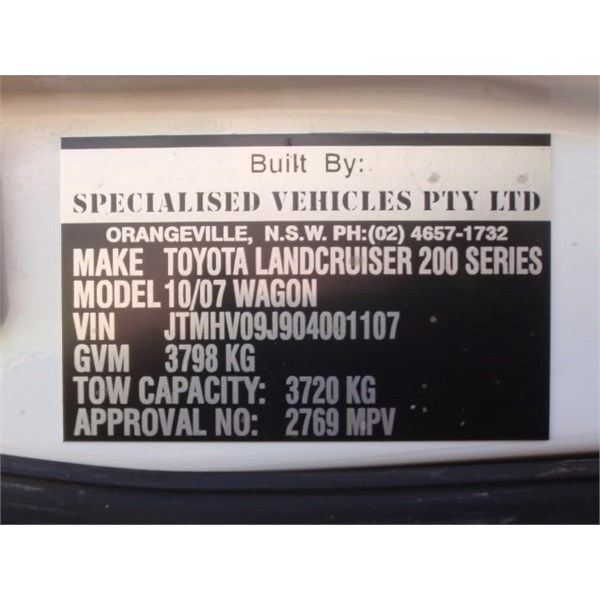 Built By:
SPECIALISED VEHICLES PTY LTD
ORANGEVILLE, N.S.W. PH:(02) 4657-1732
MAKE TOYOTA LANDCRUISER 200 SERIES
MODEL 10/07 WAGON
VIN JTMHV09J904001107
GVM 3798 KG
TOW CAPACITY: 3720 KG
APPROVAL NO: 2769 MPV